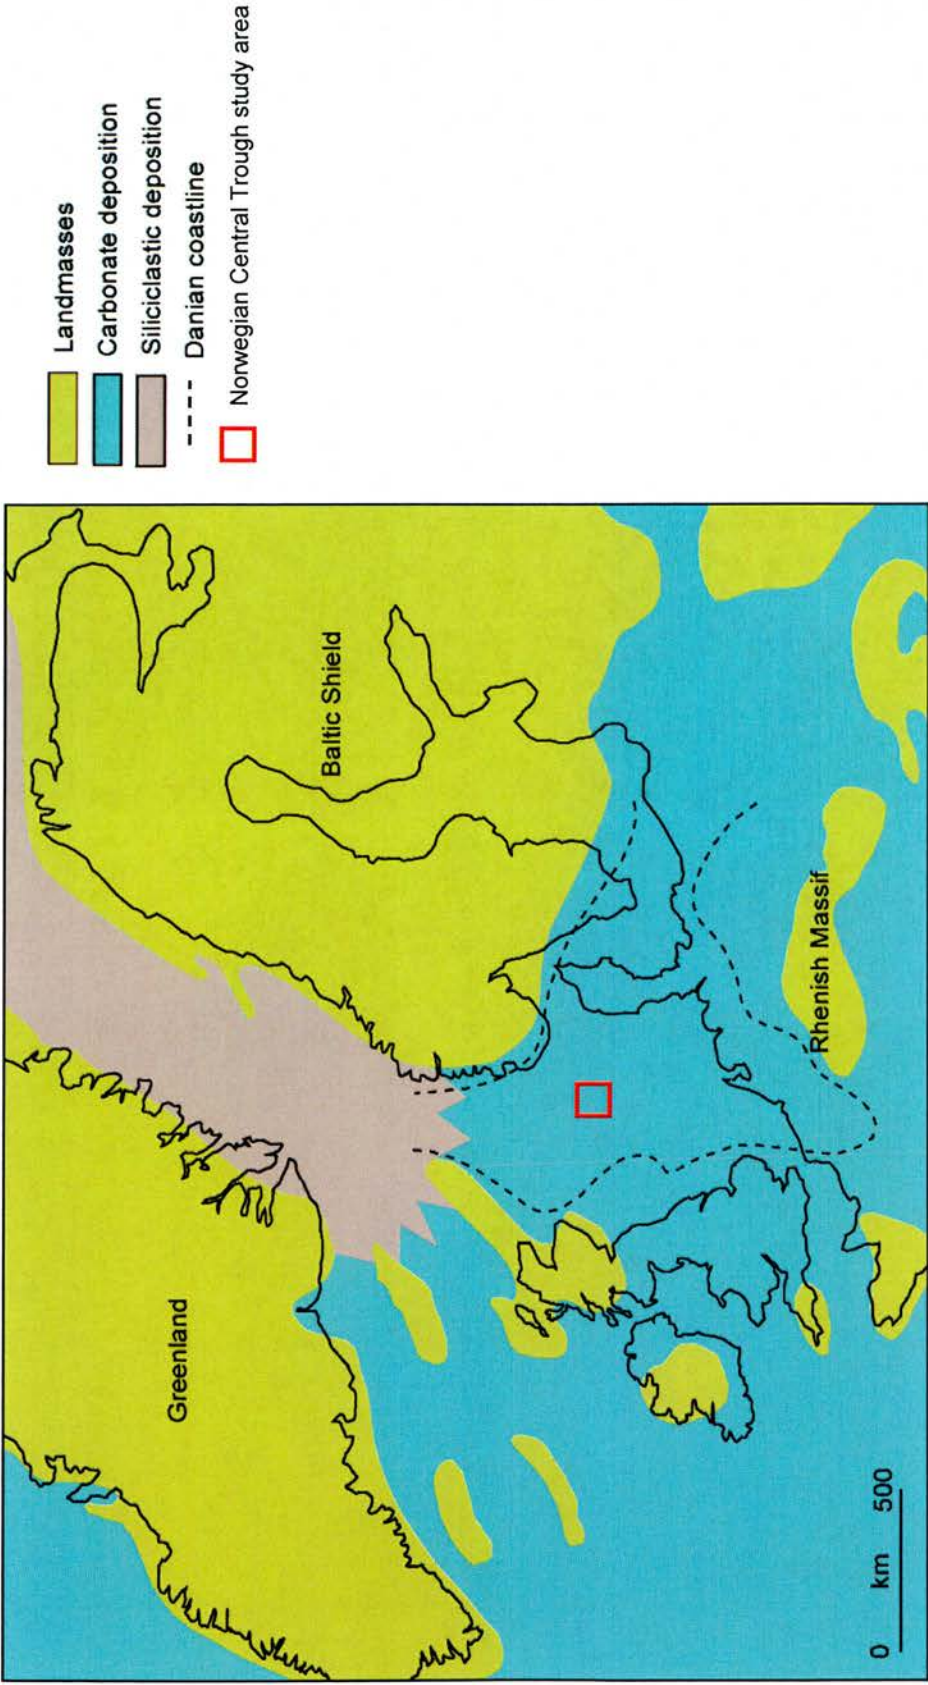 Landmasses
Carbonate deposition
Siliciclastic deposition
Danian coastline
Norwegian Central Trough study area
Greenland
Baltic Shield
Rhenish Massif
0 km 500